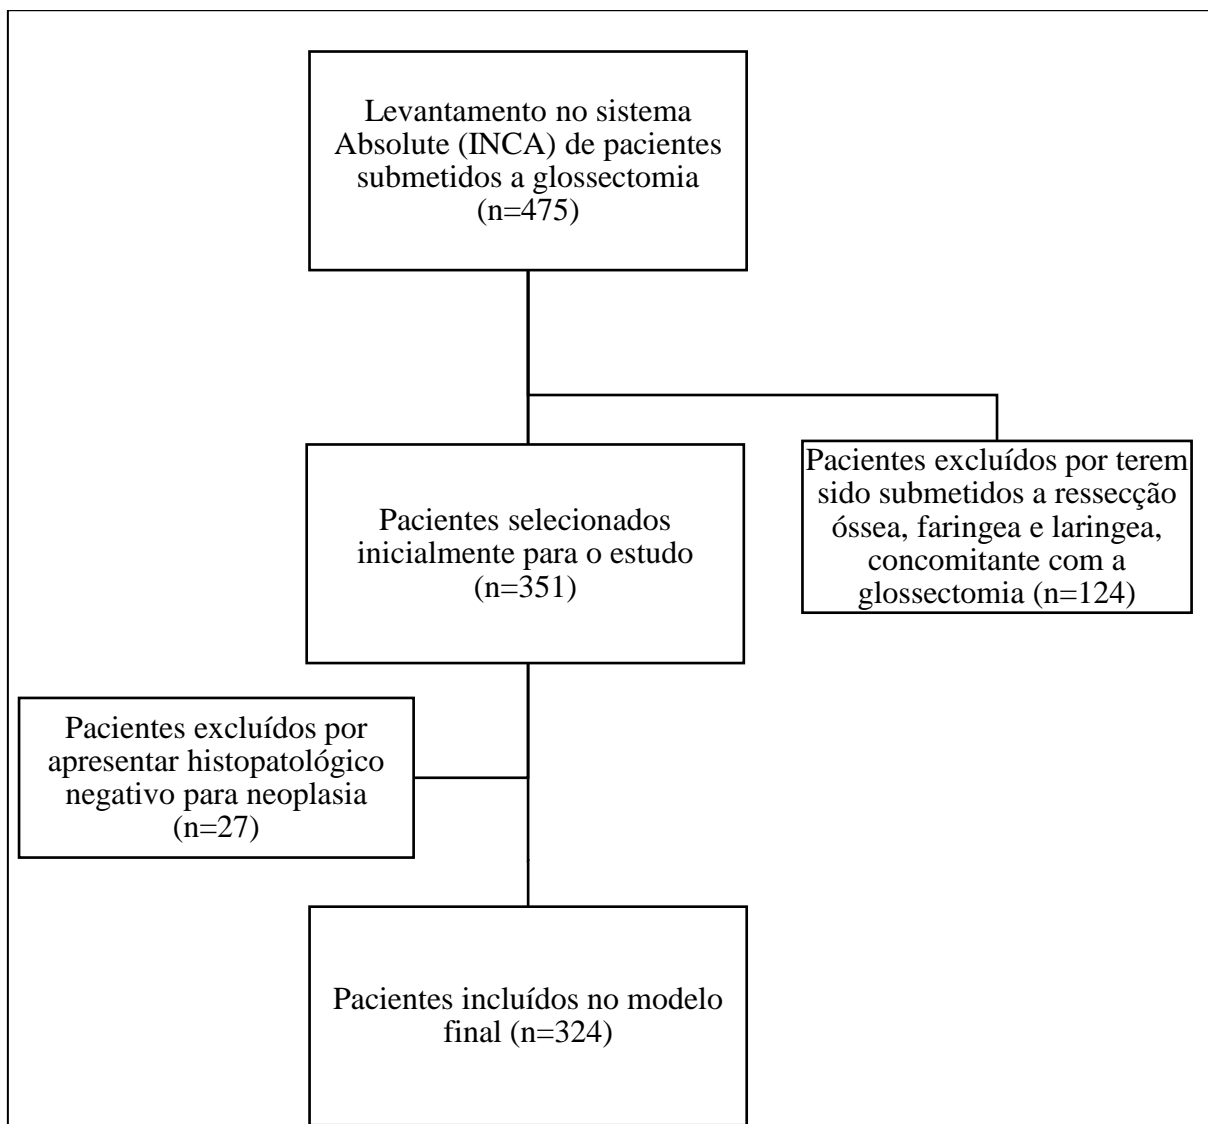 Levantamento no sistema
Absolute (INCA) de pacientes
submetidos a glossectomia
(n=475)
Pacientes selecionados
inicialmente para o estudo
(n=351)
Pacientes excluídos por terem
sido submetidos a ressecção
óssea, faringea e laringea,
concomitante com a
glossectomia (n=124)
Pacientes excluídos por
apresentar histopatológico
negativo para neoplasia
(n=27)
Pacientes incluídos no modelo
final (n=324)